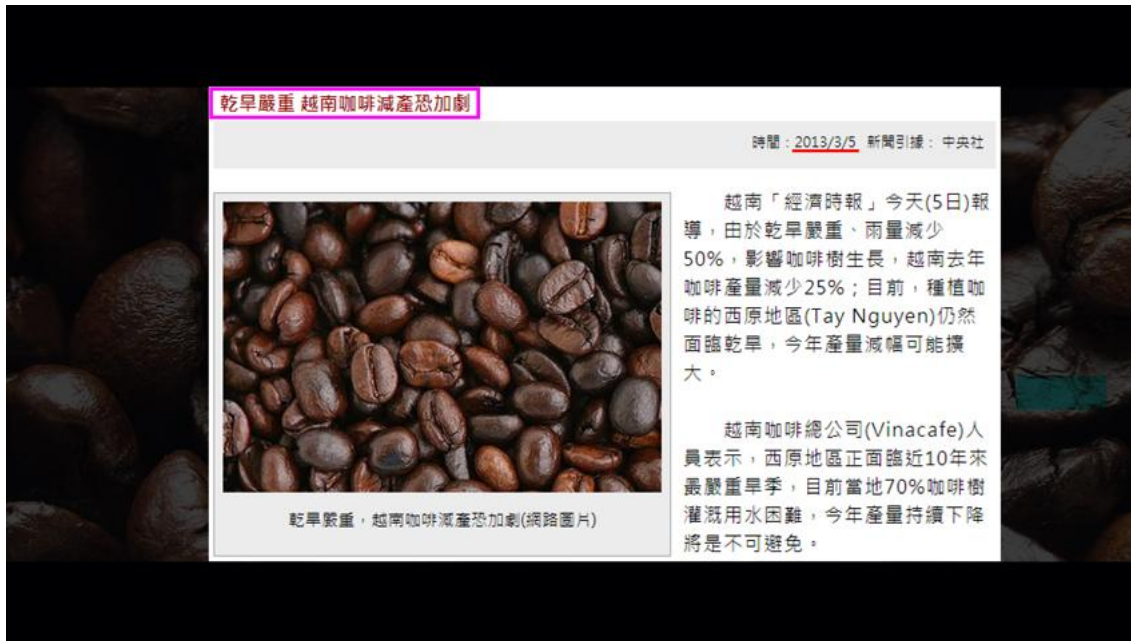 乾旱嚴重 越南咖啡減產恐加劇
時間：2013/3/5 新聞引據： 中央社
越南「經濟時報」今天(5日)報
導，由於乾旱嚴重、雨量減少
50%，影響咖啡樹生長，越南去年
咖啡產量減少25%；目前，種植咖
啡的西原地區(Tay Nguyen)仍然
面臨乾旱，今年產量減幅可能擴
大。
越南咖啡總公司(Vinacafe)人
員表示，西原地區正面臨近10年來
最嚴重旱季，目前當地70%咖啡樹
灌溉用水困難，今年產量持續下降
將是不可避免。
乾旱嚴重，越南咖啡減產恐加劇(網路圖片)